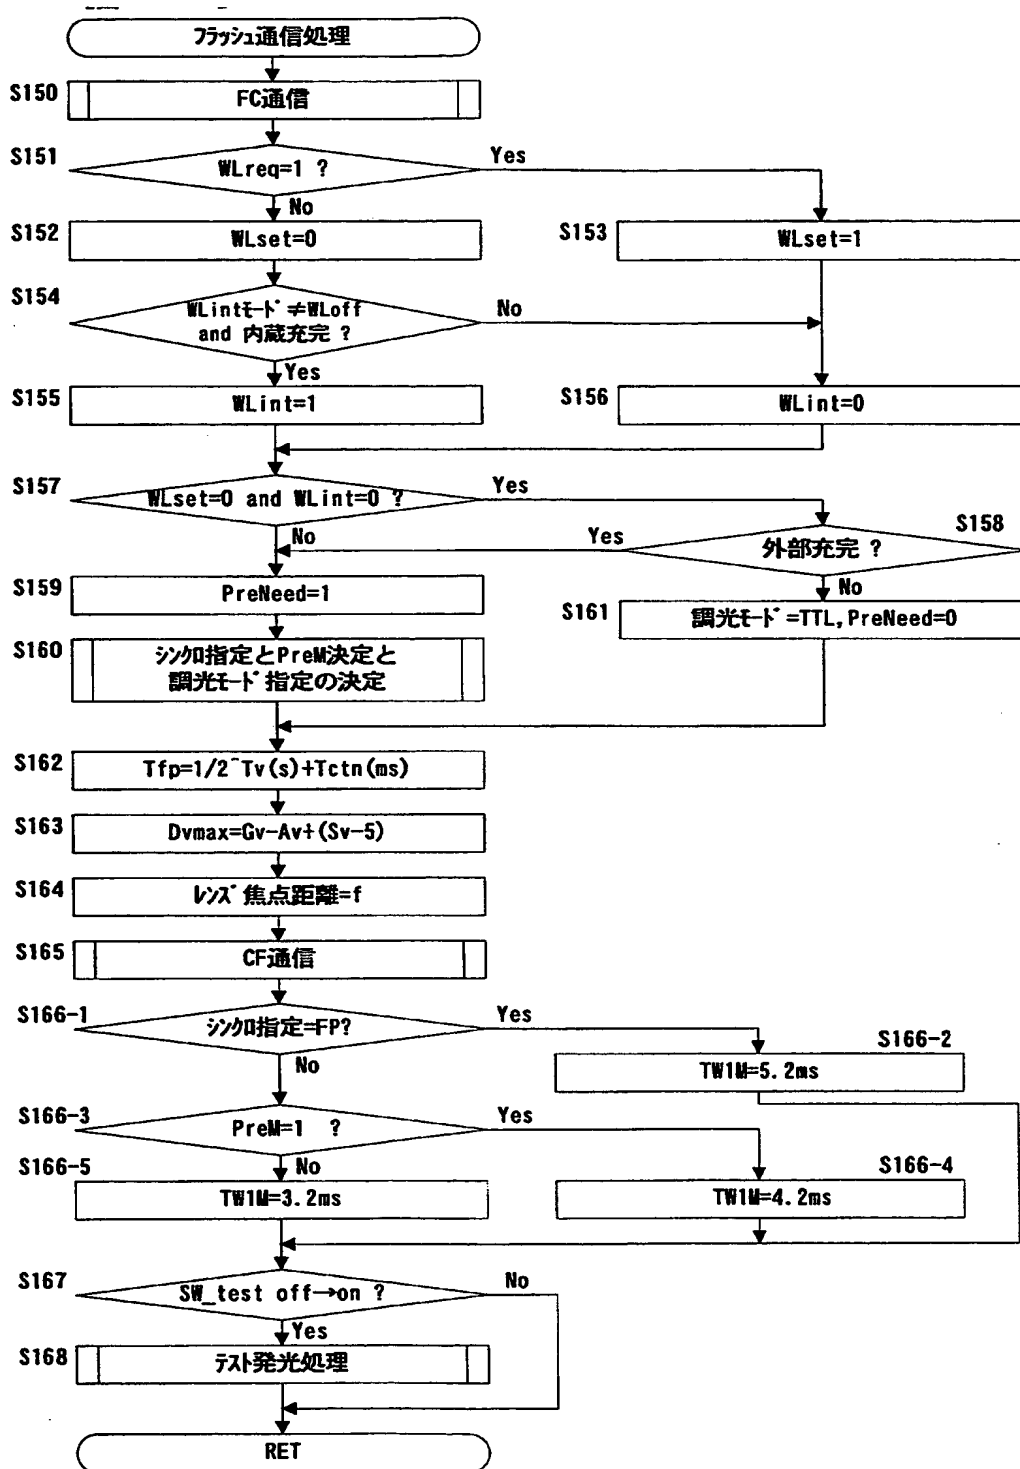 フラッシュ通信処理
S150
FC通信
S151
WLreq=1 ?
Yes
No
S152
WLset=0
S153
WLset=1
S154
WLintモード≠WLoff
and 内蔵充完 ?
No
Yes
S155
WLint=1
S156
WLint=0
S157
WLset=0 and WLint=0 ?
Yes
No
S158
外部充完 ?
Yes
No
S159
PreNeed=1
S161
調光モード=TTL,PreNeed=0
S160
シンクロ指定とPreM決定と
調光モード指定の決定
S162
Tfp=1/2^Tv(s)+Tctn(ms)
S163
Dvmax=Gv-Av+(Sv-5)
S164
レンズ焦点距離=f
S165
CF通信
S166-1
シンクロ指定=FP?
Yes
No
S166-2
TW1M=5.2ms
S166-3
PreM=1 ?
Yes
No
S166-5
TW1M=3.2ms
S166-4
TW1M=4.2ms
S167
SW_test off→on ?
No
Yes
S168
テスト発光処理
RET